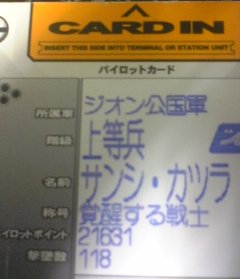 CARD IN
INSERT THIS SIDE INTO TERMINAL OR STATION UNIT
パイロットカード
所属軍 ジオン公国軍
階級 上等兵
名前 サンシ・カツラ
称号 覚醒する戦士
パイロットポイント 21631
撃墜数 118